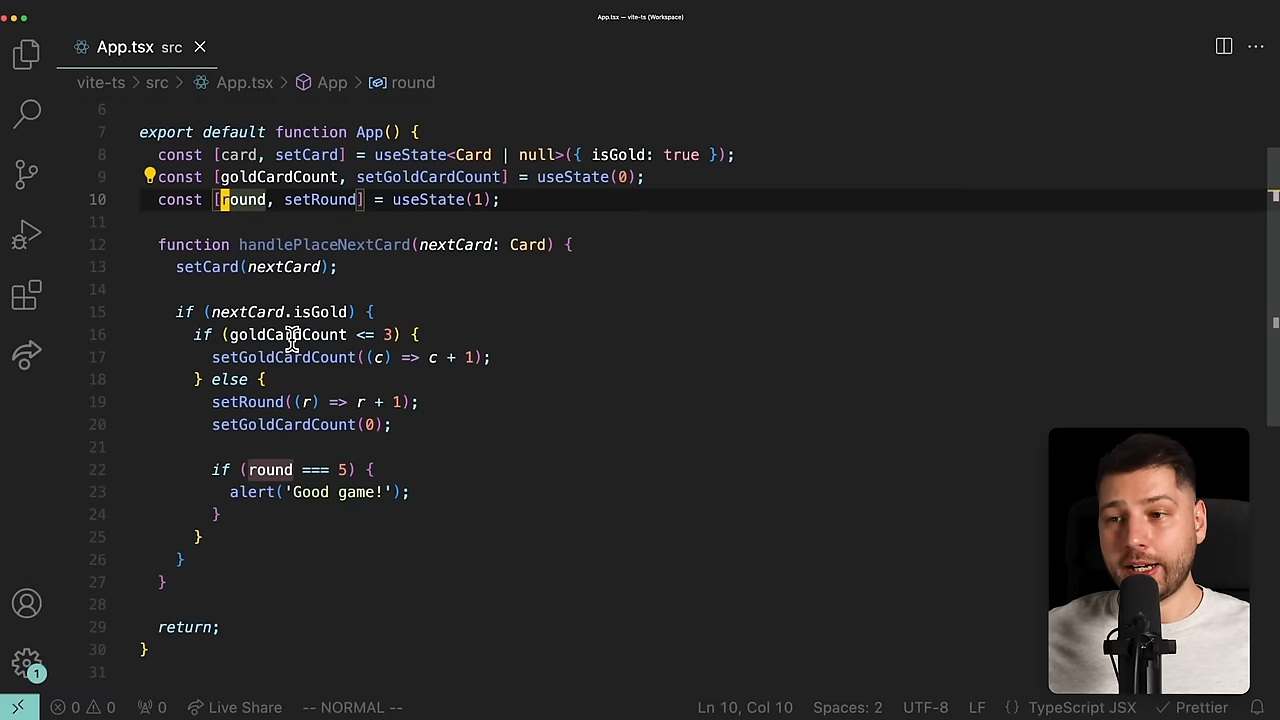 App.tsx — vite-ts (Workspace)
App.tsx src
vite-ts > src > App.tsx > App > round
6
7 export default function App() {
8 const [card, setCard] = useState<Card | null>({ isGold: true });
9 const [goldCardCount, setGoldCardCount] = useState(0);
10 const [round, setRound] = useState(1);
11
12 function handlePlaceNextCard(nextCard: Card) {
13 setCard(nextCard);
14
15 if (nextCard.isGold) {
16 if (goldCardCount <= 3) {
17 setGoldCardCount((c) => c + 1);
18 } else {
19 setRound((r) => r + 1);
20 setGoldCardCount(0);
21
22 if (round === 5) {
23 alert('Good game!');
24 }
25 }
26 }
27 }
28
29 return;
30 }
31
1
0 0 0 Live Share -- NORMAL -- Ln 10, Col 10 Spaces: 2 UTF-8 LF {} TypeScript JSX Prettier